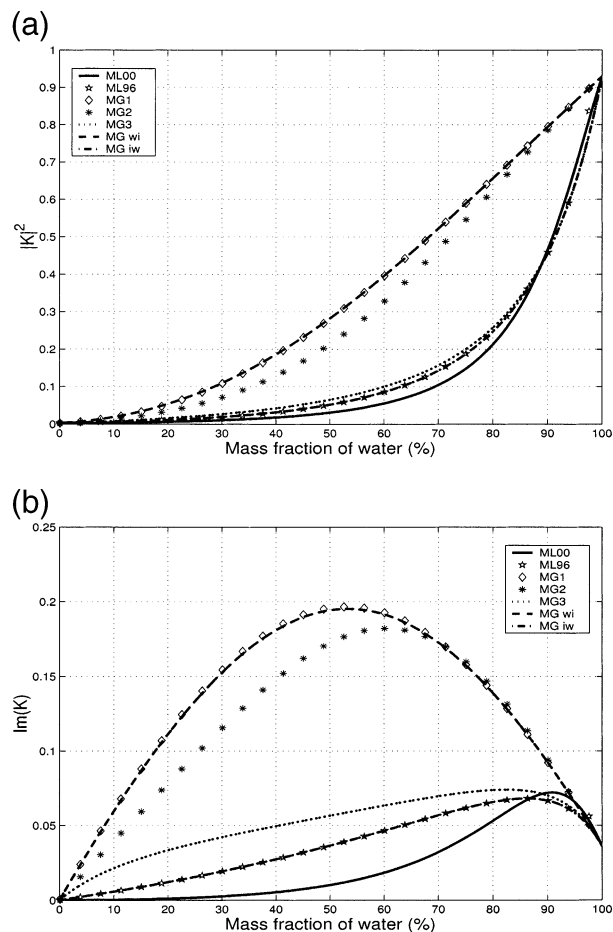 (a)
1
0.9
0.8
0.7
0.6
0.5
0.4
0.3
0.2
0.1
0
|K|²
ML00
ML96
MG1
MG2
MG3
MG wi
MG iw
0 10 20 30 40 50 60 70 80 90 100
Mass fraction of water (%)
(b)
0.25
0.2
0.15
0.1
0.05
0
Im(K)
ML00
ML96
MG1
MG2
MG3
MG wi
MG iw
0 10 20 30 40 50 60 70 80 90 100
Mass fraction of water (%)